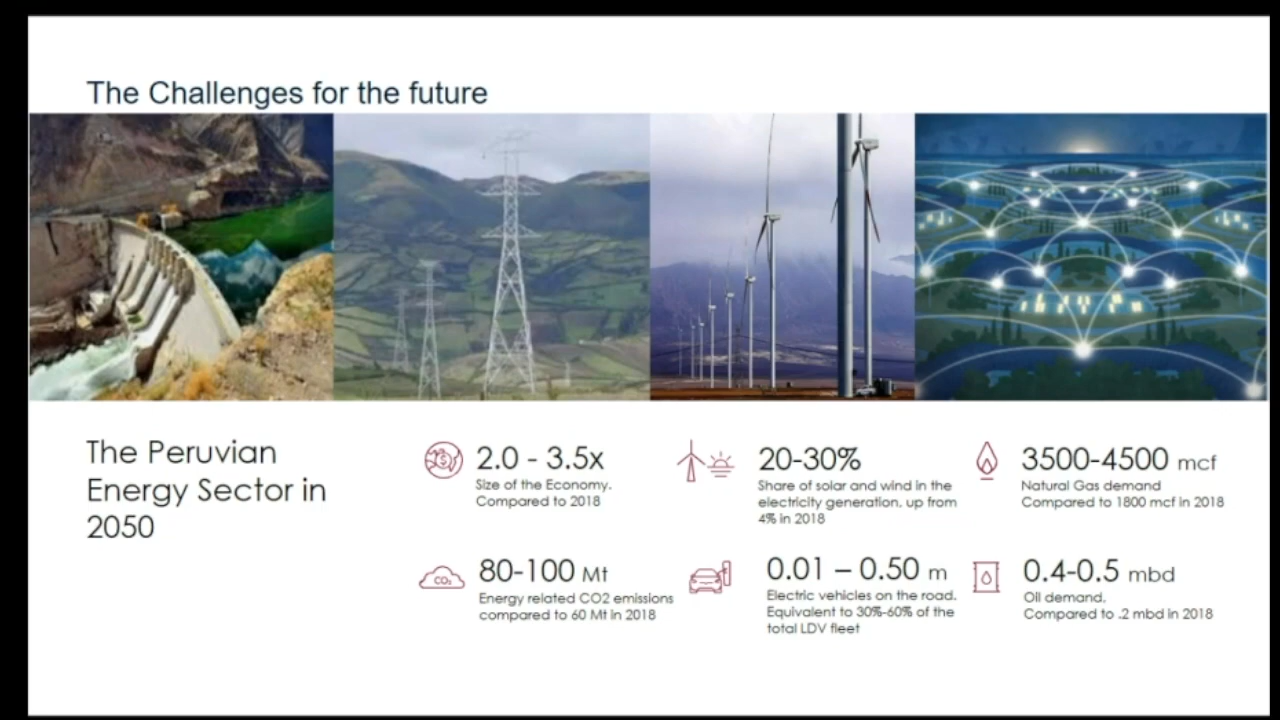 The Challenges for the future
The Peruvian
Energy Sector in
2050
2.0 - 3.5x
Size of the Economy.
Compared to 2018
20-30%
Share of solar and wind in the
electricity generation, up from
4% in 2018
3500-4500 mcf
Natural Gas demand
Compared to 1800 mcf in 2018
CO₂
80-100 Mt
Energy related CO2 emissions
compared to 60 Mt in 2018
0.01 – 0.50 m
Electric vehicles on the road.
Equivalent to 30%-60% of the
total LDV fleet
0.4-0.5 mbd
Oil demand.
Compared to .2 mbd in 2018